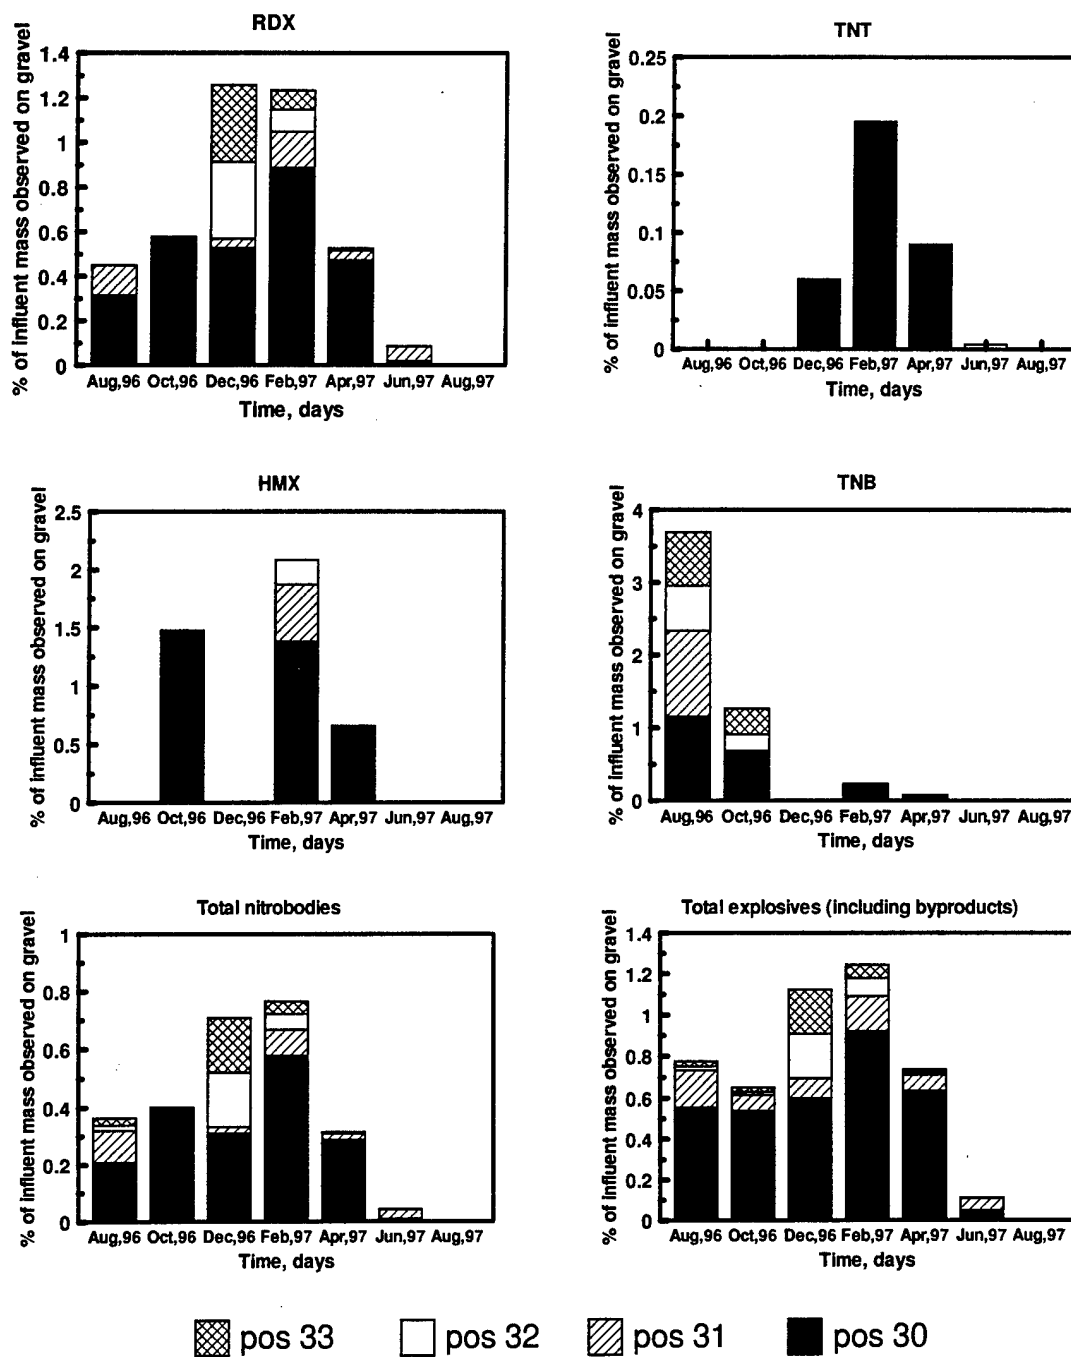 RDX
% of influent mass observed on gravel
1.4
1.2
1
0.8
0.6
0.4
0.2
0
Aug,96 Oct,96 Dec,96 Feb,97 Apr,97 Jun,97 Aug,97
Time, days
TNT
% of influent mass observed on gravel
0.25
0.2
0.15
0.1
0.05
0
Aug,96 Oct,96 Dec,96 Feb,97 Apr,97 Jun,97 Aug,97
Time, days
HMX
% of influent mass observed on gravel
2.5
2
1.5
1
0.5
0
Aug,96 Oct,96 Dec,96 Feb,97 Apr,97 Jun,97 Aug,97
Time, days
TNB
% of influent mass observed on gravel
4
3
2
1
0
Aug,96 Oct,96 Dec,96 Feb,97 Apr,97 Jun,97 Aug,97
Time, days
Total nitrobodies
% of influent mass observed on gravel
1
0.8
0.6
0.4
0.2
0
Aug,96 Oct,96 Dec,96 Feb,97 Apr,97 Jun,97 Aug,97
Time, days
Total explosives (including byproducts)
% of influent mass observed on gravel
1.4
1.2
1
0.8
0.6
0.4
0.2
0
Aug,96 Oct,96 Dec,96 Feb,97 Apr,97 Jun,97 Aug,97
Time, days
pos 33 pos 32 pos 31 pos 30